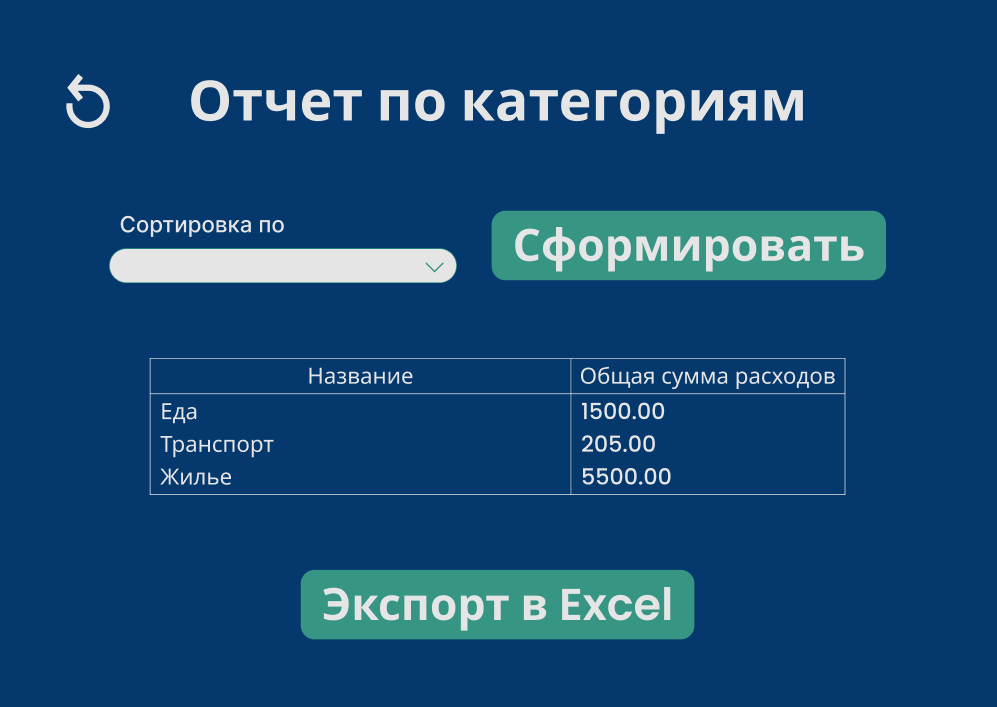 Отчет по категориям
Сортировка по
Сформировать
Название Общая сумма расходов
Еда 1500.00
Транспорт 205.00
Жилье 5500.00
Экспорт в Excel